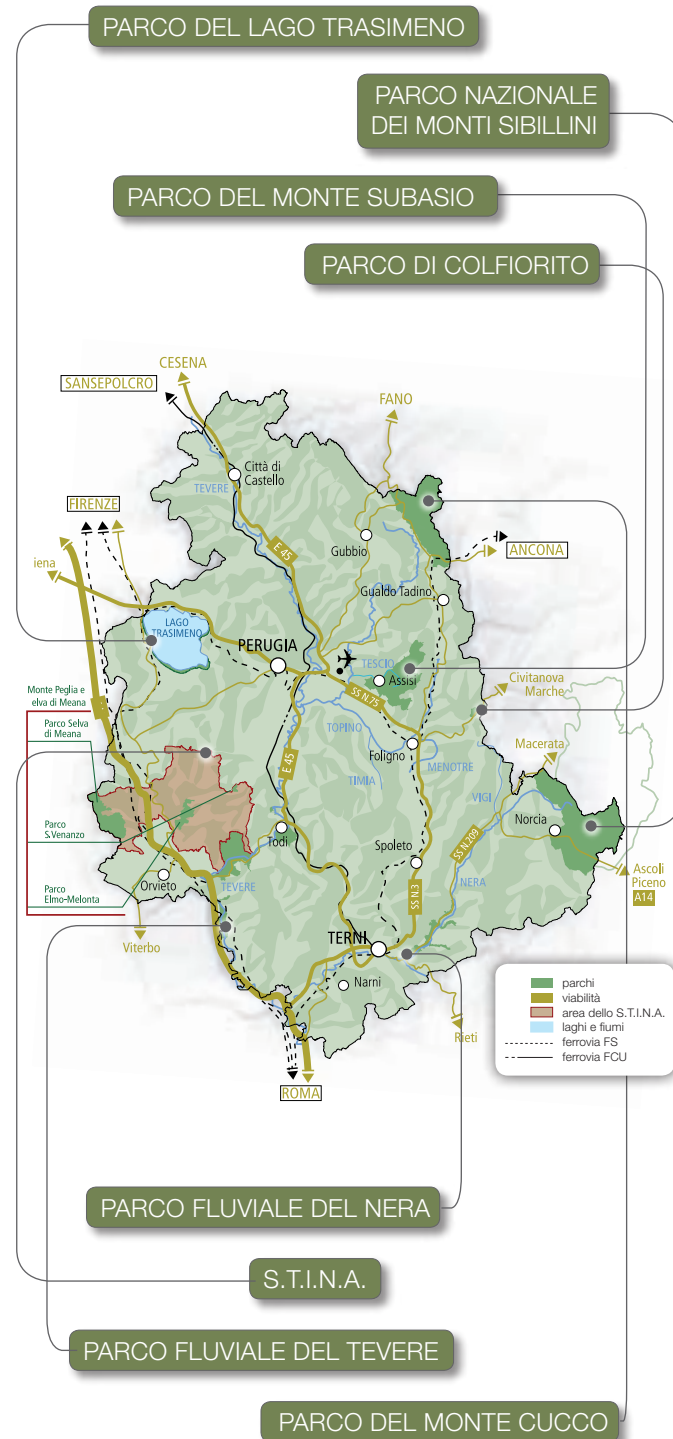 PARCO DEL LAGO TRASIMENO
PARCO NAZIONALE
DEI MONTI SIBILLINI
PARCO DEL MONTE SUBASIO
PARCO DI COLFIORITO
CESENA
SANSEPOLCRO
FANO
Città di
Castello
TEVERE
FIRENZE
E 45
Gubbio
ANCONA
iena
Gualdo Tadino
LAGO
TRASIMENO
PERUGIA
TESCIO
Assisi
Monte Peglia e
elva di Meana
Civitanova
Marche
SS N.75
Parco Selva
di Meana
TOPINO
Foligno
MENOTRE
Macerata
E 45
TIMIA
VIGI
Norcia
Parco
S.Venanzo
Todi
Spoleto
SS N.209
Ascoli
Piceno
A14
Parco
Elmo-Melonta
Orvieto
TEVERE
NERA
SS N.3
Viterbo
TERNI
Narni
Rieti
parchi
viabilità
area dello S.T.I.N.A.
laghi e fiumi
ferrovia FS
ferrovia FCU
ROMA
PARCO FLUVIALE DEL NERA
S.T.I.N.A.
PARCO FLUVIALE DEL TEVERE
PARCO DEL MONTE CUCCO